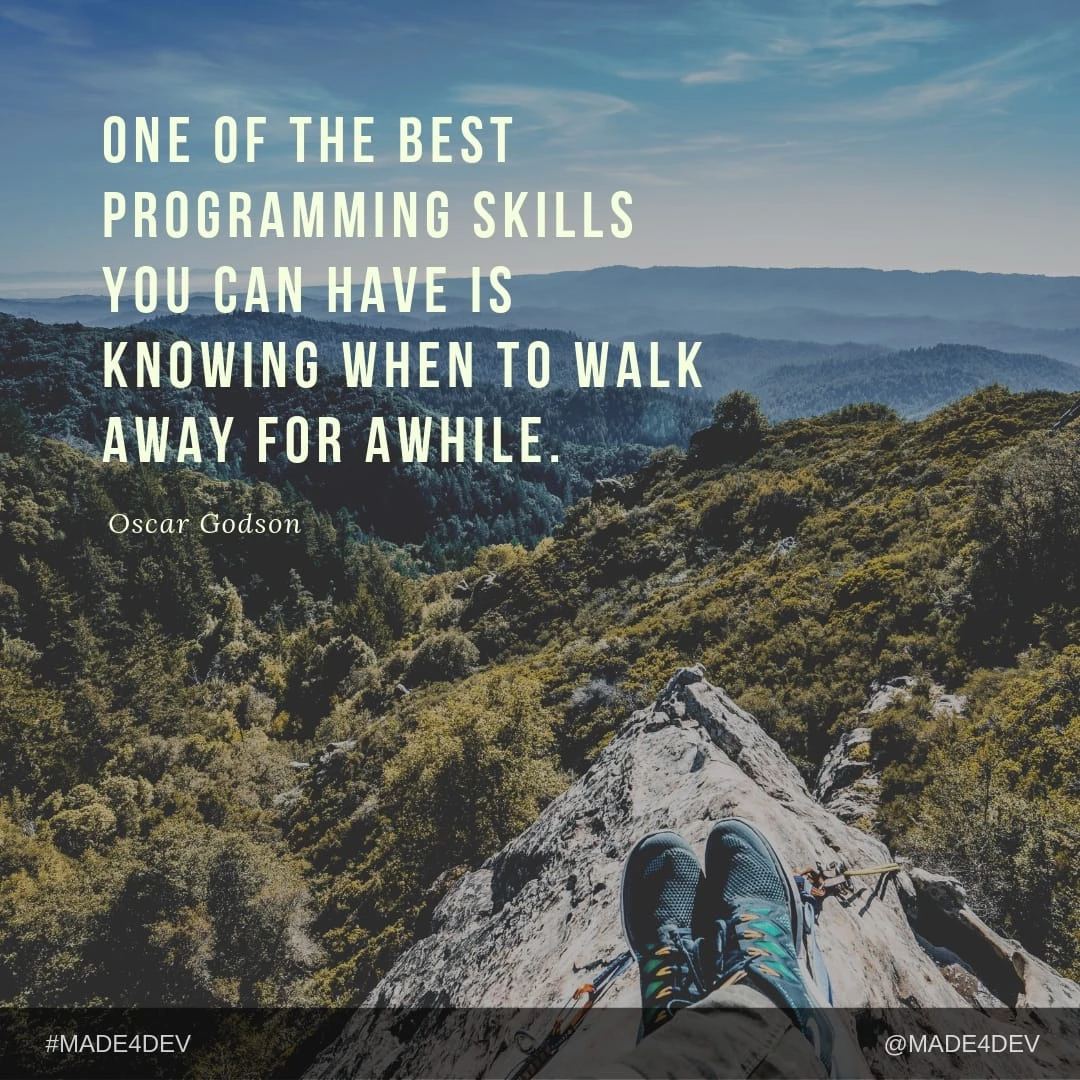 ONE OF THE BEST
PROGRAMMING SKILLS
YOU CAN HAVE IS
KNOWING WHEN TO WALK
AWAY FOR AWHILE.
Oscar Godson
#MADE4DEV
@MADE4DEV